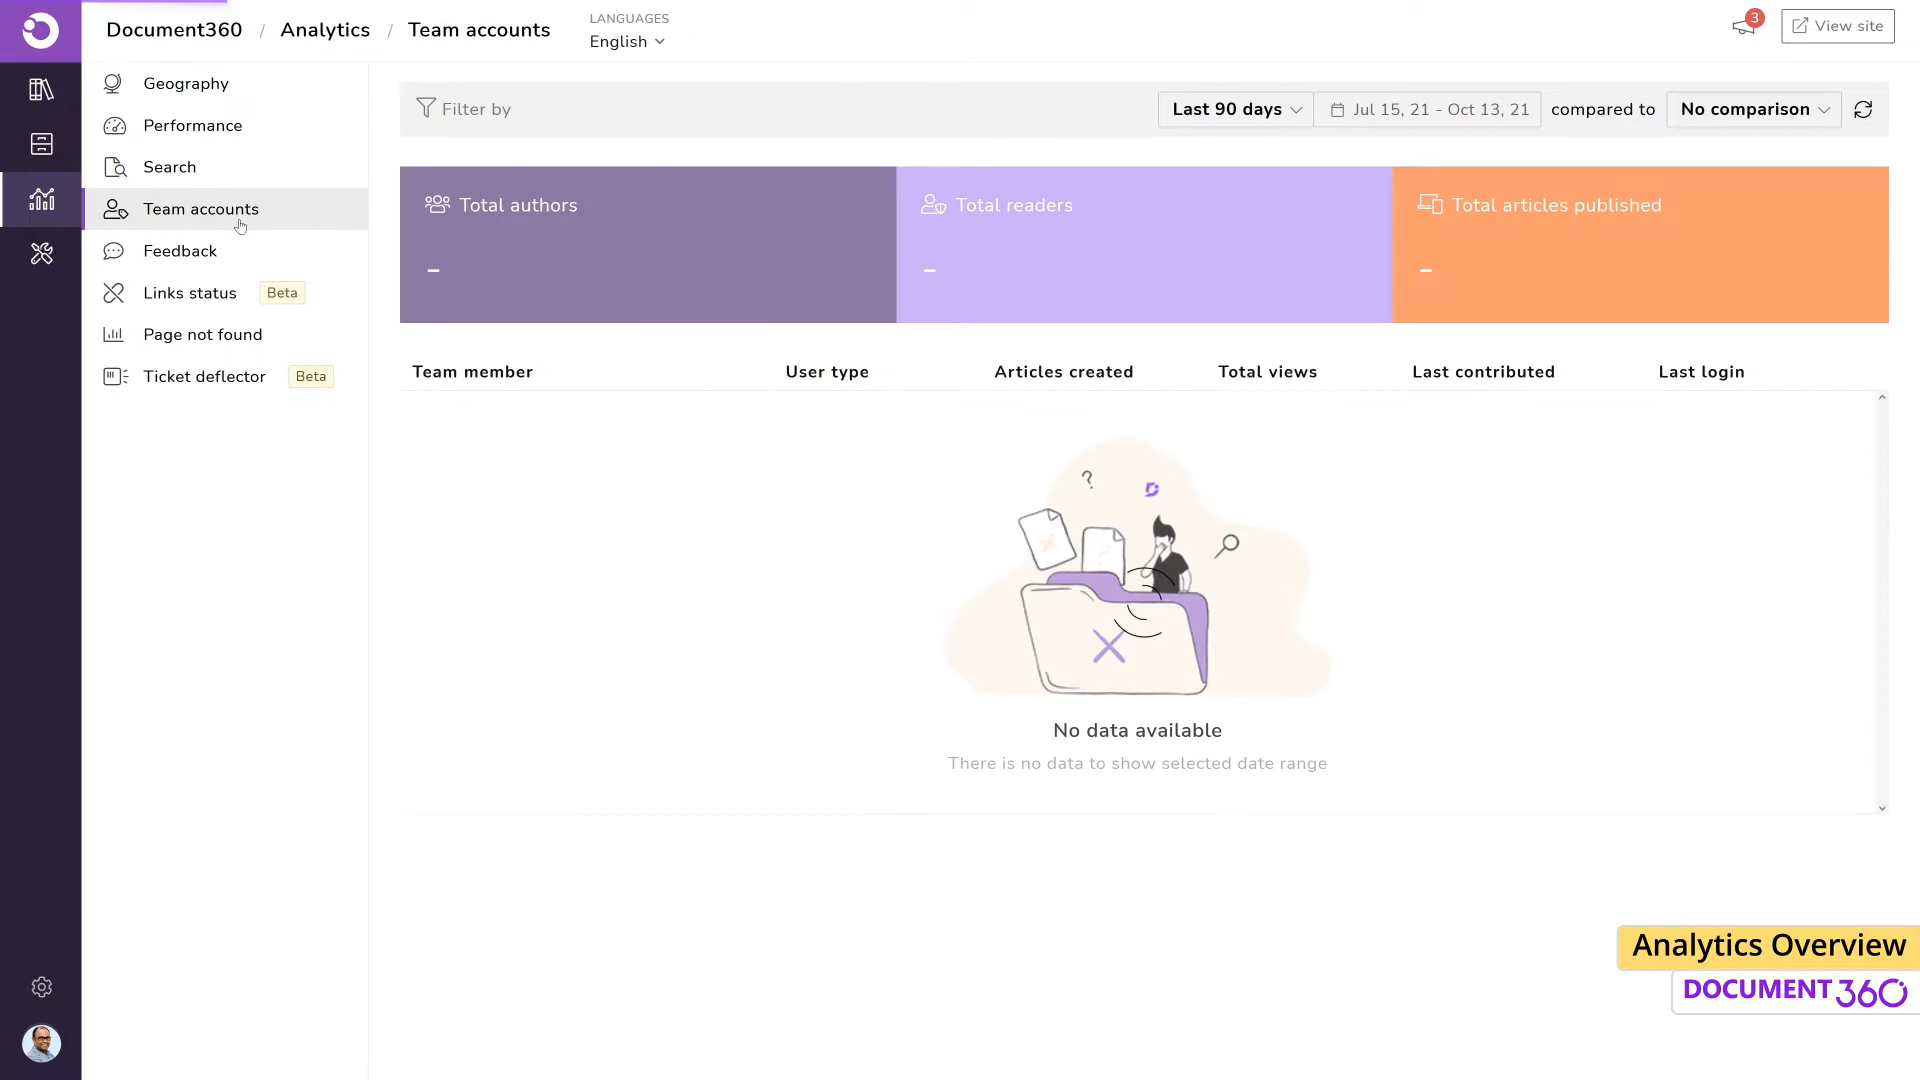 Document360 / Analytics / Team accounts
LANGUAGES
English
3
View site
Geography
Performance
Search
Team accounts
Feedback
Links status Beta
Page not found
Ticket deflector Beta
Filter by
Last 90 days
Jul 15, 21 - Oct 13, 21
compared to
No comparison
Total authors
-
Total readers
-
Total articles published
-
Team member User type Articles created Total views Last contributed Last login
?
No data available
There is no data to show selected date range
Analytics Overview
DOCUMENT360